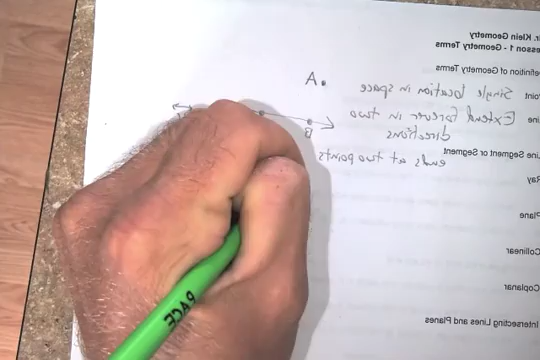 r. Klein Geometry
esson 1 - Geometry Terms
efinition of Geometry Terms
A
oint Single location in space
ine Extend forever in two
directions
B
ine Segment or Segment ends at two points
Ray
Plane
Collinear
Coplanar
Intersecting Lines and Planes
PACE